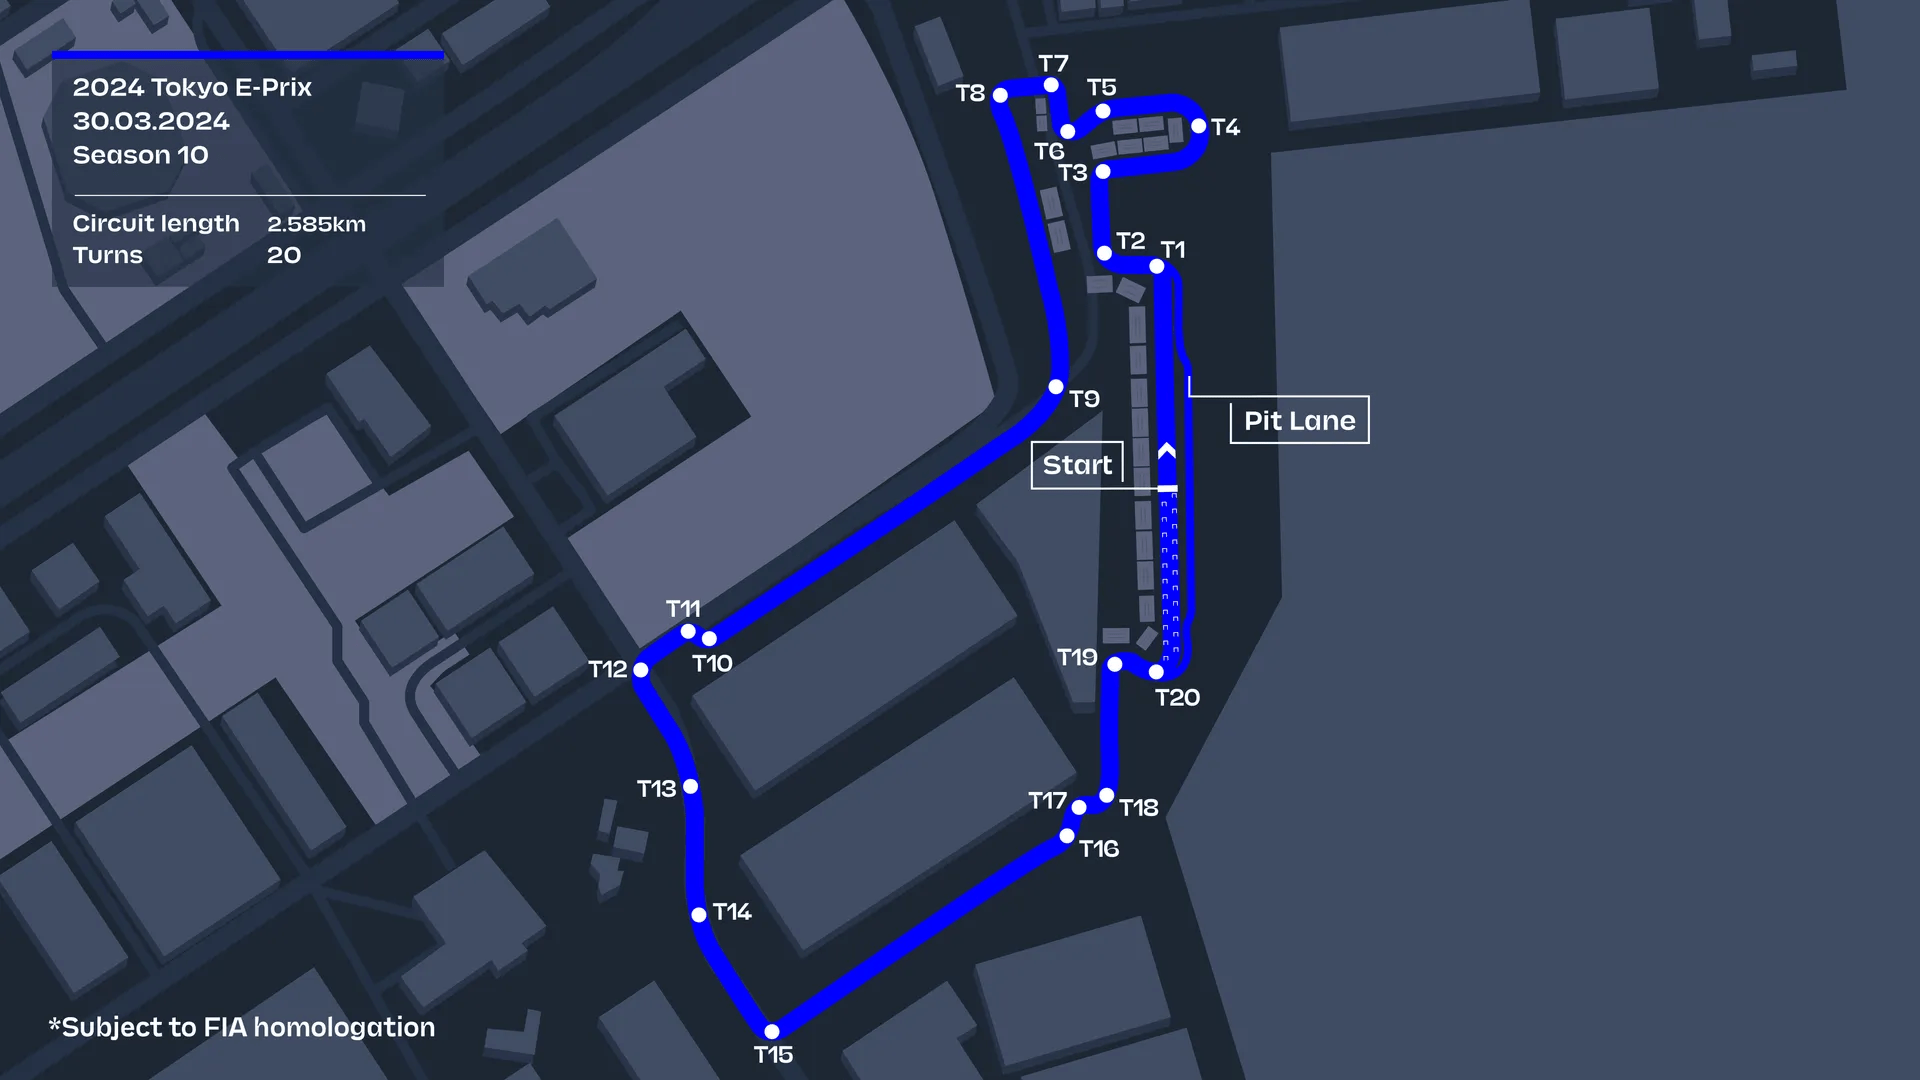 2024 Tokyo E-Prix
30.03.2024
Season 10
Circuit length 2.585km
Turns 20
T7
T8
T5
T4
T6
T3
T2
T1
T9
Pit Lane
Start
T11
T10
T12
T19
T20
T13
T17
T18
T16
T14
T15
*Subject to FIA homologation